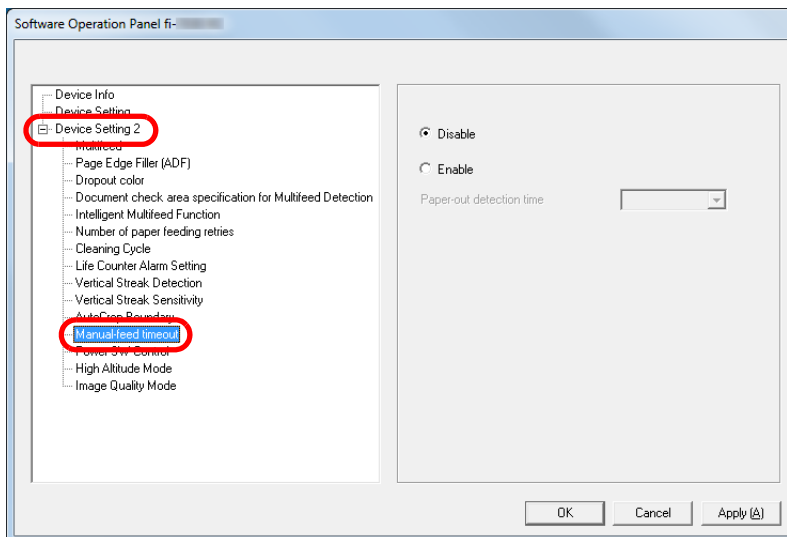 Software Operation Panel fi-
Device Info
Device Setting
Device Setting 2
Multifeed
Page Edge Filler (ADF)
Dropout color
Document check area specification for Multifeed Detection
Intelligent Multifeed Function
Number of paper feeding retries
Cleaning Cycle
Life Counter Alarm Setting
Vertical Streak Detection
Vertical Streak Sensitivity
AutoCrop Boundary
Manual-feed timeout
Power SW Control
High Altitude Mode
Image Quality Mode
Disable
Enable
Paper-out detection time
OK Cancel Apply (A)